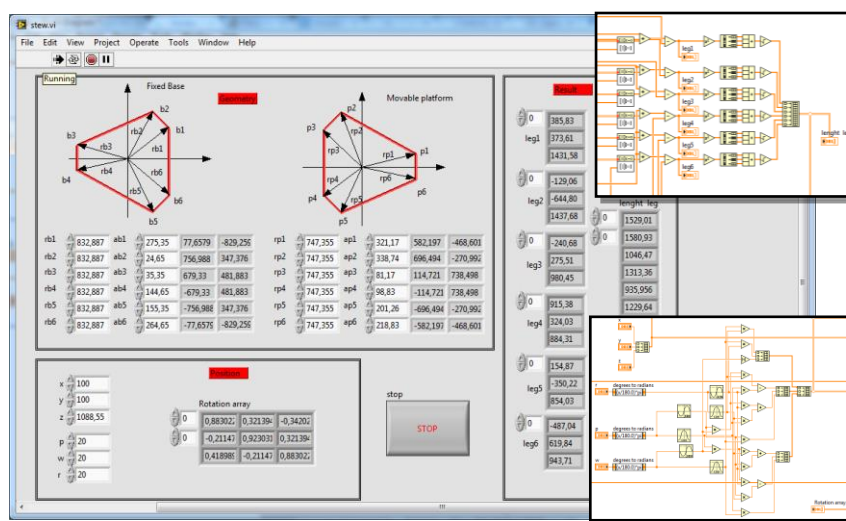 stew.vi
File Edit View Project Operate Tools Window Help
Running
Fixed Base
Geometry
Movable platform
b2
b1
b3
b4
b5
b6
rb2
rb1
rb3
rb4
rb5
rb6
p2
p3
p1
p6
p4
p5
rp2
rp3
rp1
rp4
rp6
rp5
rb1 832,887 ab1 275,35 77,6579 -829,259
rb2 832,887 ab2 24,65 756,988 347,376
rb3 832,887 ab3 35,35 679,33 481,883
rb4 832,887 ab4 144,65 -679,33 481,883
rb5 832,887 ab5 155,35 -756,988 347,376
rb6 832,887 ab6 264,65 -77,6579 -829,259
rp1 747,355 ap1 321,17 582,197 -468,601
rp2 747,355 ap2 338,74 696,494 -270,992
rp3 747,355 ap3 81,17 114,721 738,498
rp4 747,355 ap4 98,83 -114,721 738,498
rp5 747,355 ap5 201,26 -696,494 -270,992
rp6 747,355 ap6 218,83 -582,197 -468,601
Position
x 100
y 100
z 1088,55
p 20
w 20
r 20
Rotation array
0 0,883022 0,321394 -0,34202
0 -0,21147 0,923031 0,321394
0,418989 -0,21147 0,883022
stop
STOP
Result
leg1
0 385,83
373,61
1431,58
leg2
0 -129,06
-644,80
1437,68
leg3
0 -240,68
275,51
980,45
leg4
0 915,38
324,03
884,31
leg5
0 154,87
-350,22
854,03
leg6
0 -487,04
619,84
943,71
lenght leg
0 1529,01
0 1580,93
1046,47
1313,36
935,956
1229,64
leg1
leg2
leg3
leg4
leg5
leg6
lenght le
x
y
z
r degrees to radians
p degrees to radians
w degrees to radians
Rotation array